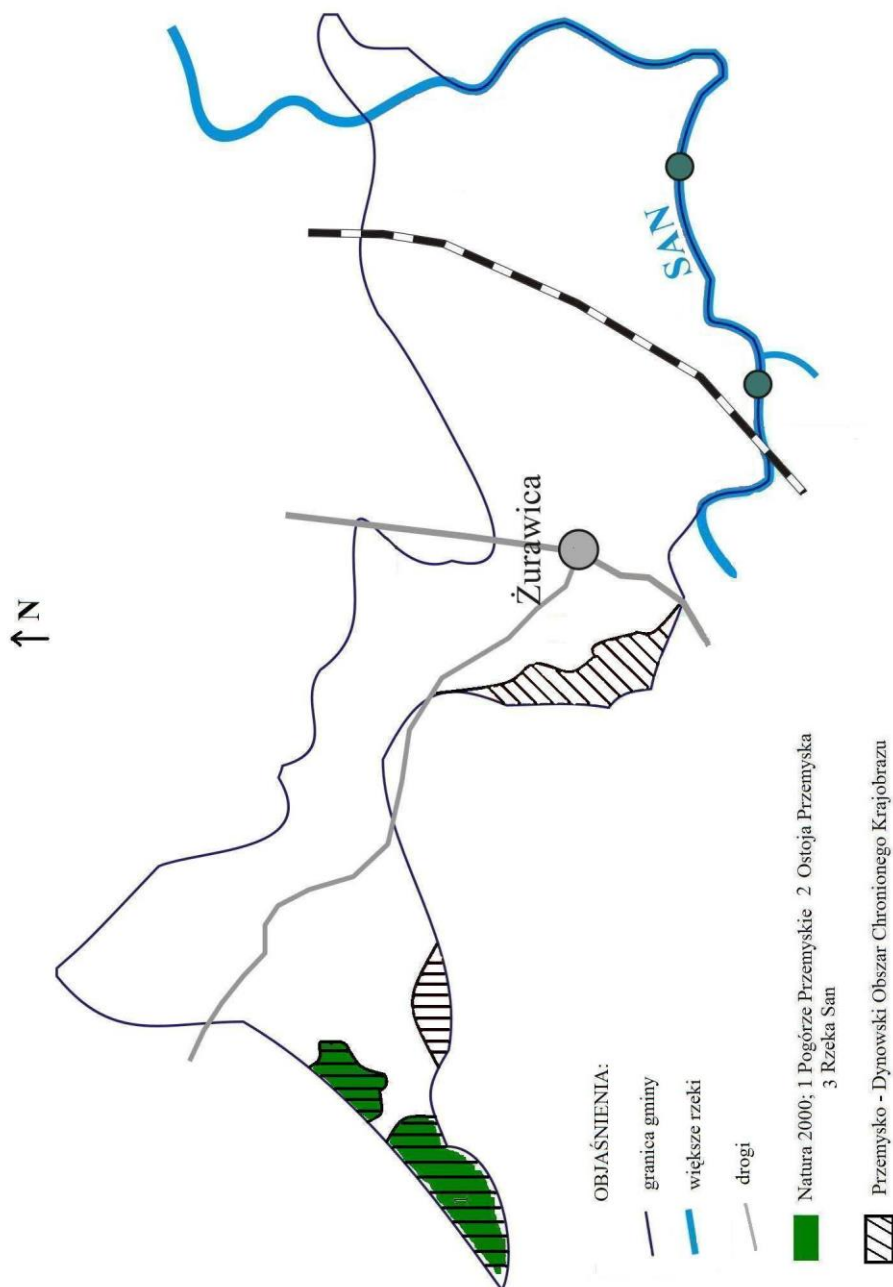 N
SAN
Żurawica
1
OBJAŚNIENIA:
granica gminy
większe rzeki
drogi
Natura 2000; 1 Pogórze Przemyskie 2 Ostoja Przemyska
3 Rzeka San
Przemysko - Dynowski Obszar Chronionego Krajobrazu